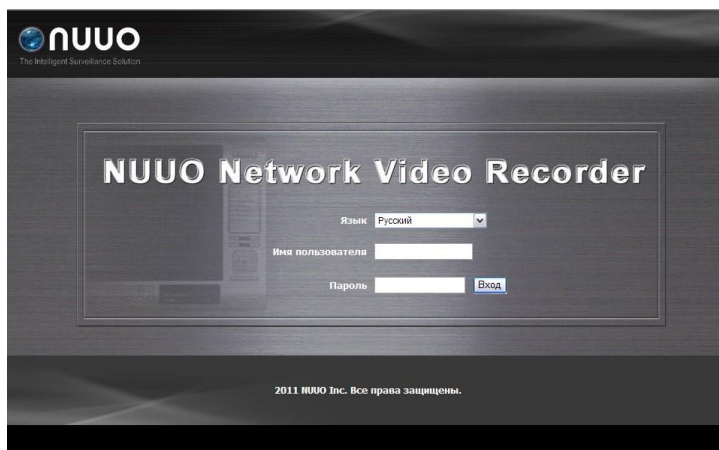 NUUO
The Intelligent Surveillance Solution
NUUO Network Video Recorder
Язык Русский
Имя пользователя
Пароль Вход
2011 NUUO Inc. Все права защищены.